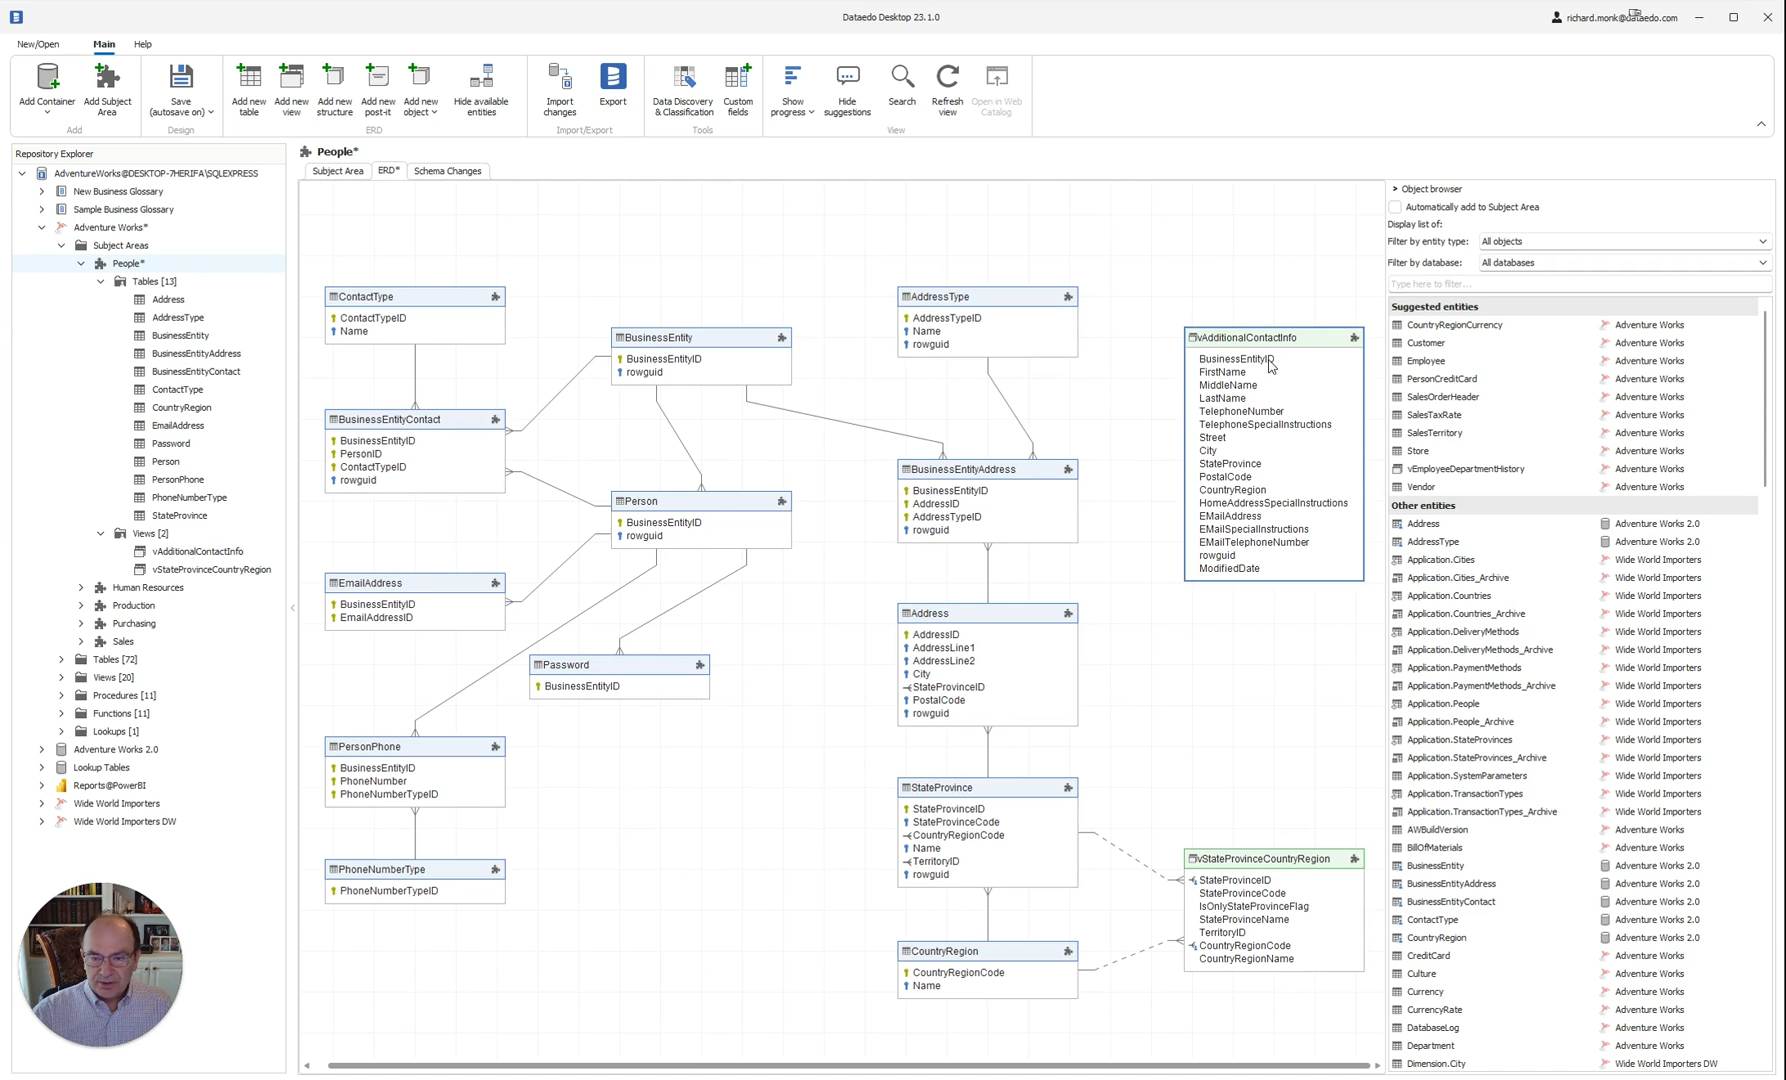 Dataedo Desktop 23.1.0
richard.monk@dataedo.com
New/Open
Main
Help
Add Container
Add Subject
Area
Save
(autosave on)
Add new
table
Add new
view
Add new
structure
Add new
post-it
Add new
object
Hide available
entities
Import
changes
Export
Data Discovery
& Classification
Custom
fields
Show
progress
Hide
suggestions
Search
Refresh
view
Open in Web
Catalog
Add
Design
ERD
Import/Export
Tools
View
Repository Explorer
AdventureWorks@DESKTOP-7HERIFA\SQLEXPRESS
New Business Glossary
Sample Business Glossary
Adventure Works*
Subject Areas
People*
Tables [13]
Address
AddressType
BusinessEntity
BusinessEntityAddress
BusinessEntityContact
ContactType
CountryRegion
EmailAddress
Password
Person
PersonPhone
PhoneNumberType
StateProvince
Views [2]
vAdditionalContactInfo
vStateProvinceCountryRegion
Human Resources
Production
Purchasing
Sales
Tables [72]
Views [20]
Procedures [11]
Functions [11]
Lookups [1]
Adventure Works 2.0
Lookup Tables
Reports@PowerBI
Wide World Importers
Wide World Importers DW
People*
Subject Area
ERD*
Schema Changes
ContactType
ContactTypeID
Name
BusinessEntityContact
BusinessEntityID
PersonID
ContactTypeID
rowguid
EmailAddress
BusinessEntityID
EmailAddressID
PersonPhone
BusinessEntityID
PhoneNumber
PhoneNumberTypeID
PhoneNumberType
PhoneNumberTypeID
BusinessEntity
BusinessEntityID
rowguid
Person
BusinessEntityID
rowguid
Password
BusinessEntityID
AddressType
AddressTypeID
Name
rowguid
BusinessEntityAddress
BusinessEntityID
AddressID
AddressTypeID
rowguid
Address
AddressID
AddressLine1
AddressLine2
City
StateProvinceID
PostalCode
rowguid
StateProvince
StateProvinceID
StateProvinceCode
CountryRegionCode
Name
TerritoryID
rowguid
CountryRegion
CountryRegionCode
Name
vAdditionalContactInfo
BusinessEntityID
FirstName
MiddleName
LastName
TelephoneNumber
TelephoneSpecialInstructions
Street
City
StateProvince
PostalCode
CountryRegion
HomeAddressSpecialInstructions
EMailAddress
EMailSpecialInstructions
EMailTelephoneNumber
rowguid
ModifiedDate
vStateProvinceCountryRegion
StateProvinceID
StateProvinceCode
IsOnlyStateProvinceFlag
StateProvinceName
TerritoryID
CountryRegionCode
CountryRegionName
Object browser
Automatically add to Subject Area
Display list of:
Filter by entity type: All objects
Filter by database: All databases
Type here to filter...
Suggested entities
CountryRegionCurrency Adventure Works
Customer Adventure Works
Employee Adventure Works
PersonCreditCard Adventure Works
SalesOrderHeader Adventure Works
SalesTaxRate Adventure Works
SalesTerritory Adventure Works
Store Adventure Works
vEmployeeDepartmentHistory Adventure Works
Vendor Adventure Works
Other entities
Address Adventure Works 2.0
AddressType Adventure Works 2.0
Application.Cities Wide World Importers
Application.Cities_Archive Wide World Importers
Application.Countries Wide World Importers
Application.Countries_Archive Wide World Importers
Application.DeliveryMethods Wide World Importers
Application.DeliveryMethods_Archive Wide World Importers
Application.PaymentMethods Wide World Importers
Application.PaymentMethods_Archive Wide World Importers
Application.People Wide World Importers
Application.People_Archive Wide World Importers
Application.StateProvinces Wide World Importers
Application.StateProvinces_Archive Wide World Importers
Application.SystemParameters Wide World Importers
Application.TransactionTypes Wide World Importers
Application.TransactionTypes_Archive Wide World Importers
AWBuildVersion Adventure Works
BillOfMaterials Adventure Works
BusinessEntity Adventure Works 2.0
BusinessEntityAddress Adventure Works 2.0
BusinessEntityContact Adventure Works 2.0
ContactType Adventure Works 2.0
CountryRegion Adventure Works 2.0
CreditCard Adventure Works
Culture Adventure Works
Currency Adventure Works
CurrencyRate Adventure Works
DatabaseLog Adventure Works
Department Adventure Works
Dimension.City Wide World Importers DW